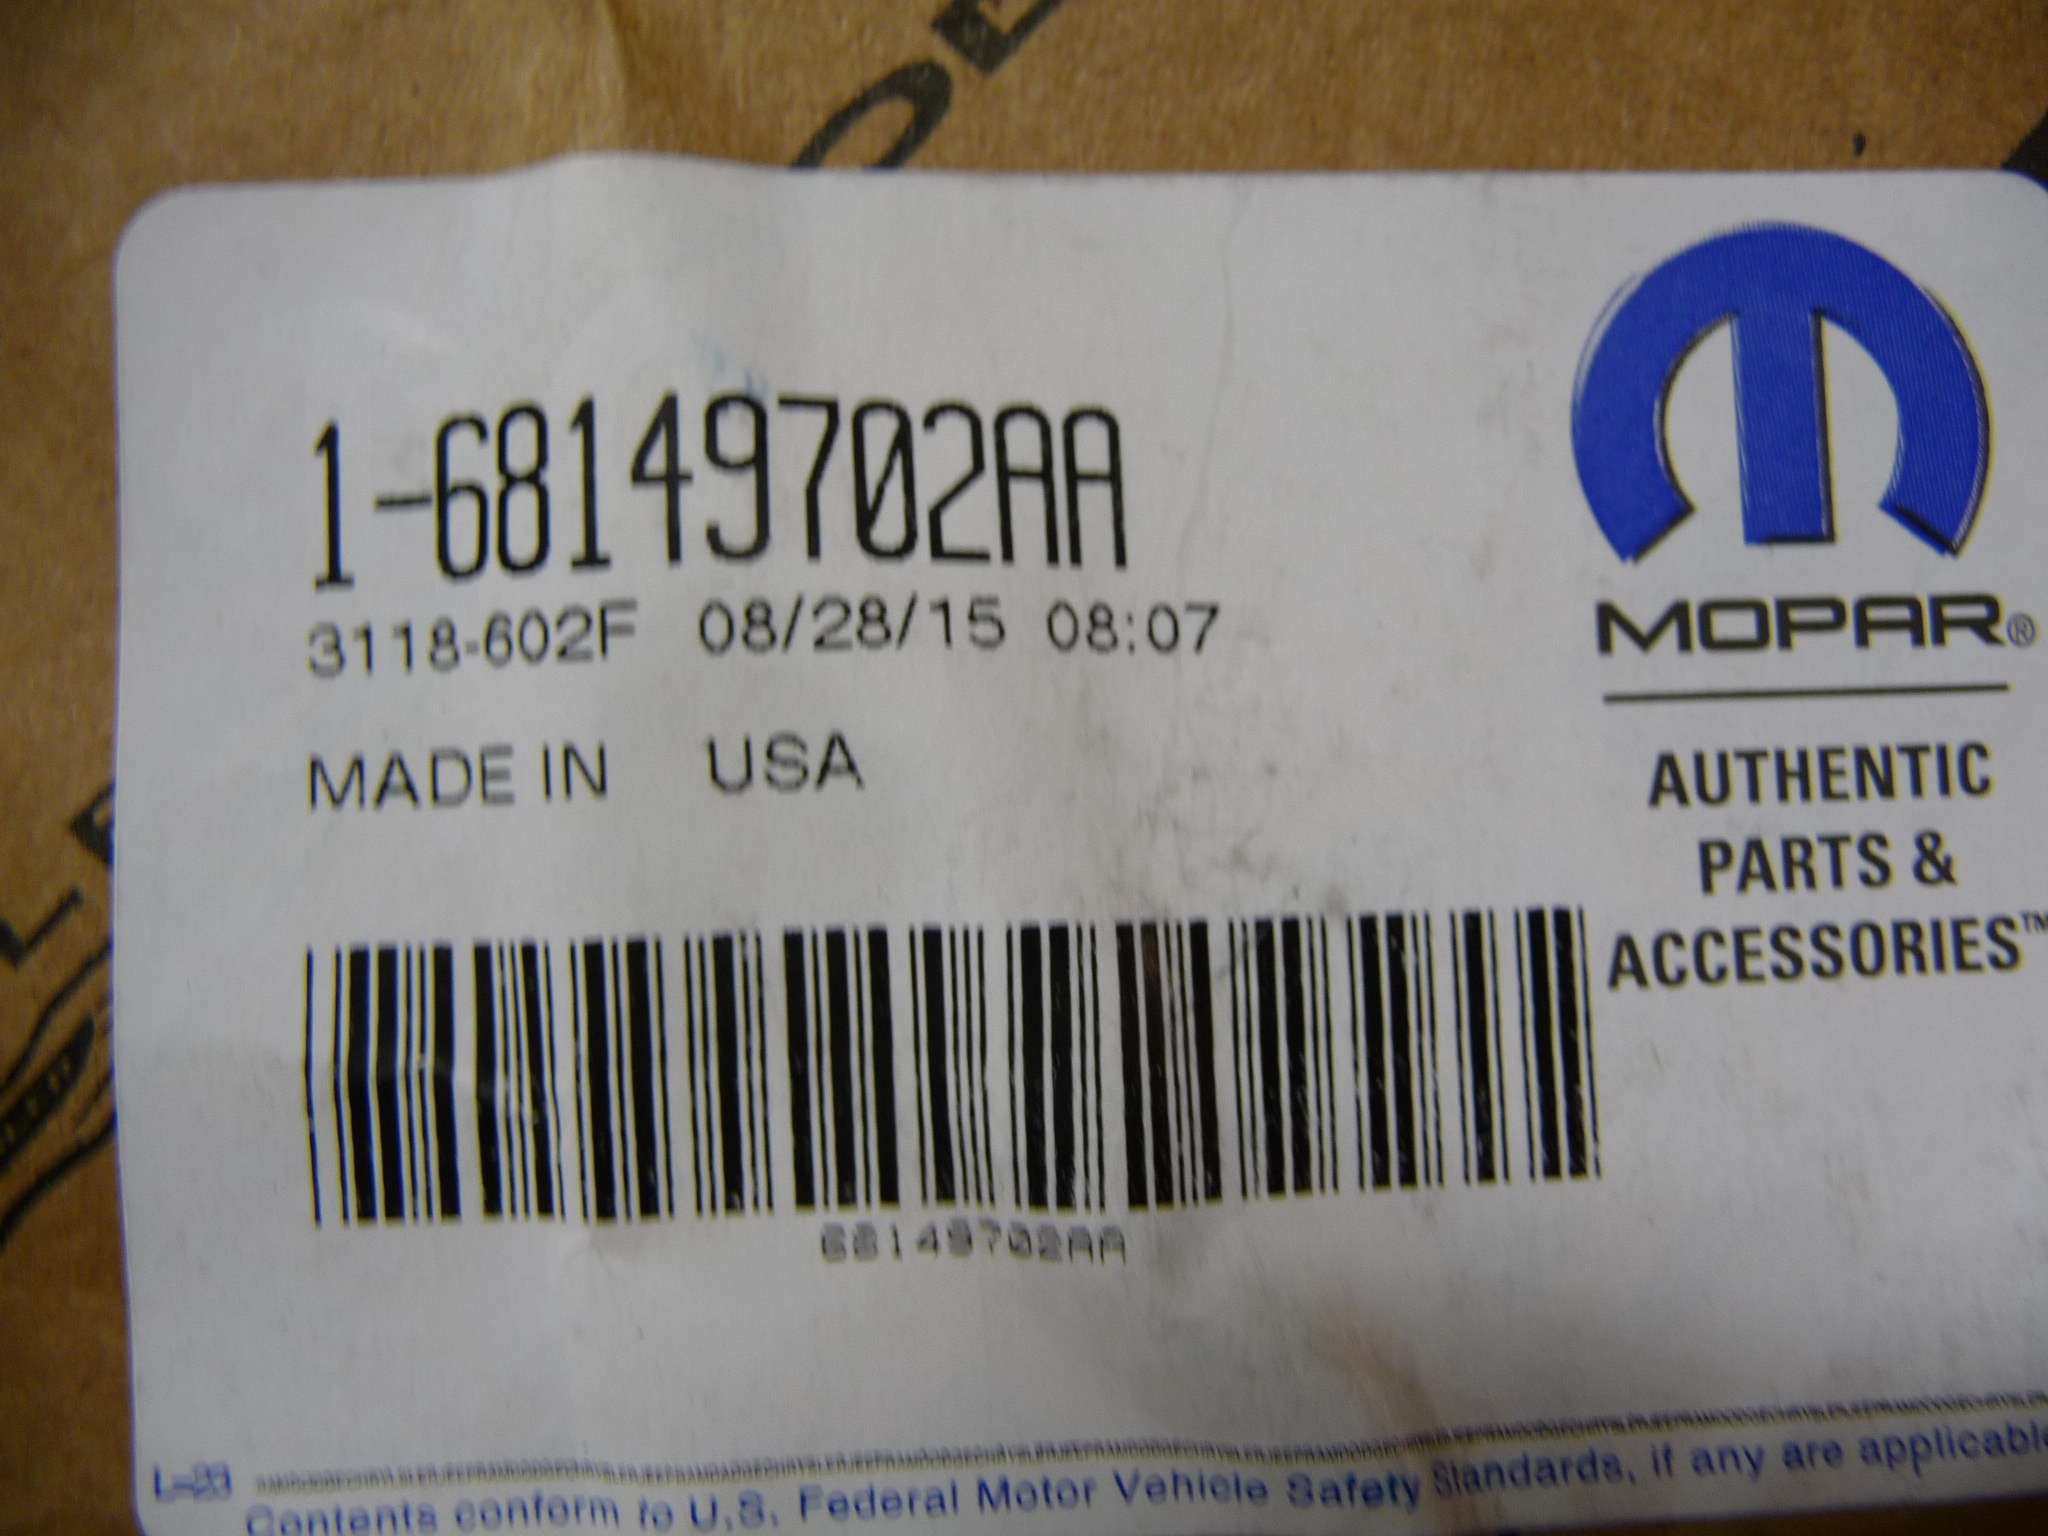 1-68149702AA
3118-602F 08/28/15 08:07
MADE IN USA
68149702AA
MOPAR®
AUTHENTIC
PARTS &
ACCESSORIES™
L-23
Contents conform to U.S. Federal Motor Vehicle Safety Standards, if any are applicable